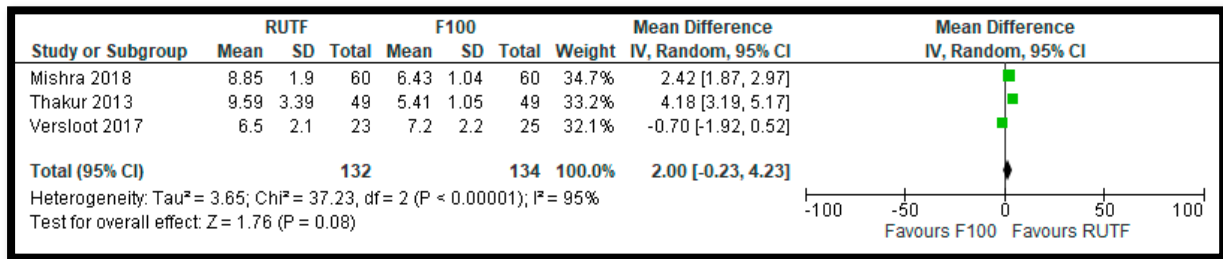 RUTF F100 Mean Difference Mean Difference
Study or Subgroup Mean SD Total Mean SD Total Weight IV, Random, 95% CI IV, Random, 95% CI
Mishra 2018 8.85 1.9 60 6.43 1.04 60 34.7% 2.42 [1.87, 2.97]
Thakur 2013 9.59 3.39 49 5.41 1.05 49 33.2% 4.18 [3.19, 5.17]
Versloot 2017 6.5 2.1 23 7.2 2.2 25 32.1% -0.70 [-1.92, 0.52]
Total (95% CI) 132 134 100.0% 2.00 [-0.23, 4.23]
Heterogeneity: Tau² = 3.65; Chi² = 37.23, df = 2 (P < 0.00001); I² = 95%
Test for overall effect: Z = 1.76 (P = 0.08)
-100 -50 0 50 100
Favours F100 Favours RUTF